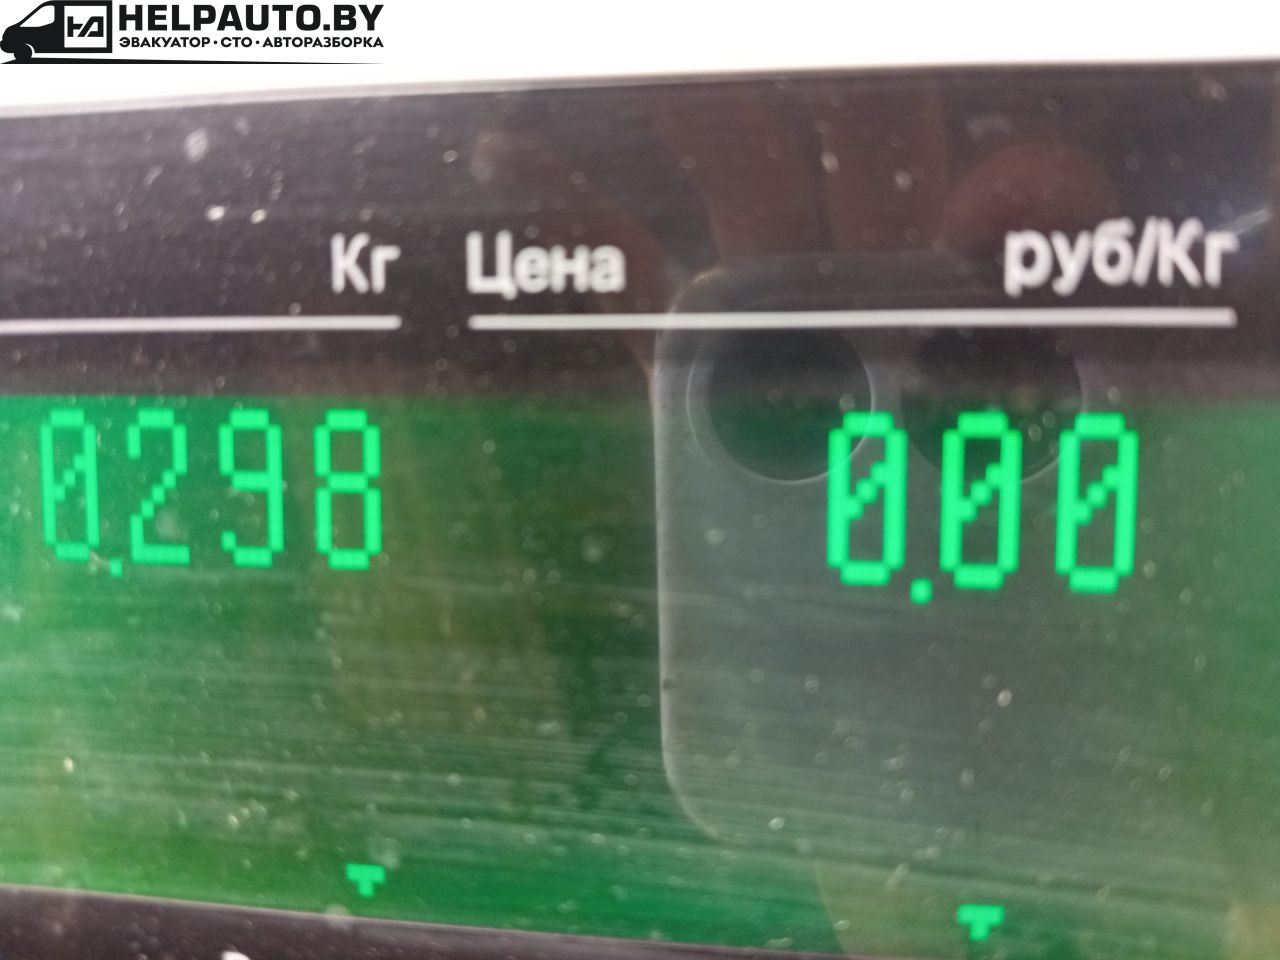 HELPAUTO.BY
ЭВАКУАТОР·СТО·АВТОРАЗБОРКА
Кг Цена руб/Кг
0.298 0.00